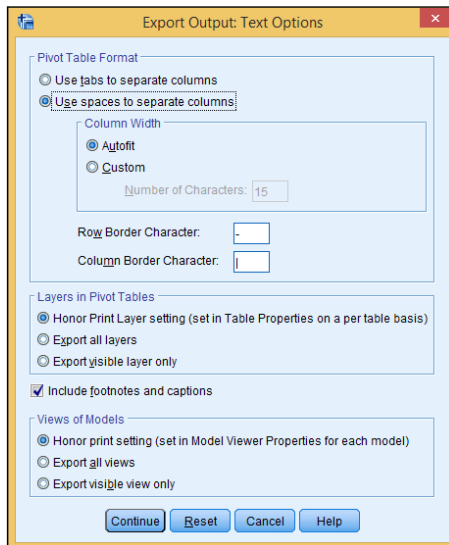 Export Output: Text Options
Pivot Table Format
Use tabs to separate columns
Use spaces to separate columns
Column Width
Autofit
Custom
Number of Characters: 15
Row Border Character: -
Column Border Character: |
Layers in Pivot Tables
Honor Print Layer setting (set in Table Properties on a per table basis)
Export all layers
Export visible layer only
Include footnotes and captions
Views of Models
Honor print setting (set in Model Viewer Properties for each model)
Export all views
Export visible view only
Continue Reset Cancel Help